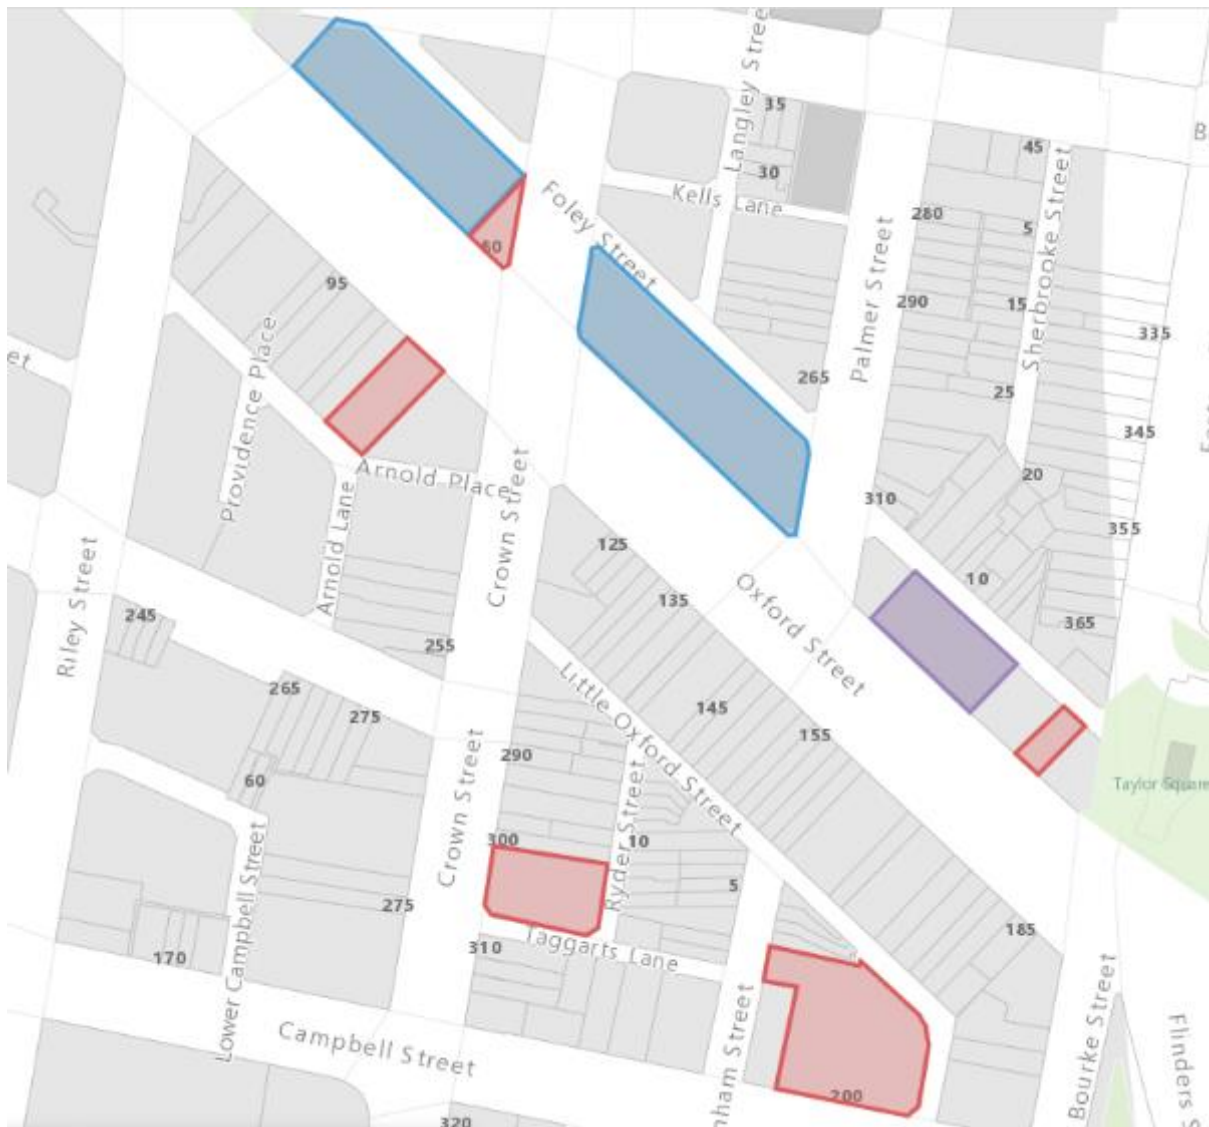 Langley Street
35
45
30
Kells Lane
Foley Street
60
280
5
Sherbrooke Street
Palmer Street
95
290
15
335
265
25
345
Providence Place
Arnold Place
Arnold Lane
Crown Street
310
20
355
125
135
10
Oxford Street
Riley Street
245
255
365
265
275
Little Oxford Street
145
155
290
60
Taylor Square
Crown Street
300
Ryder Street
10
5
275
Lower Campbell Street
170
310
Taggarts Lane
185
Campbell Street
nham Street
200
Bourke Street
Flinders S
320